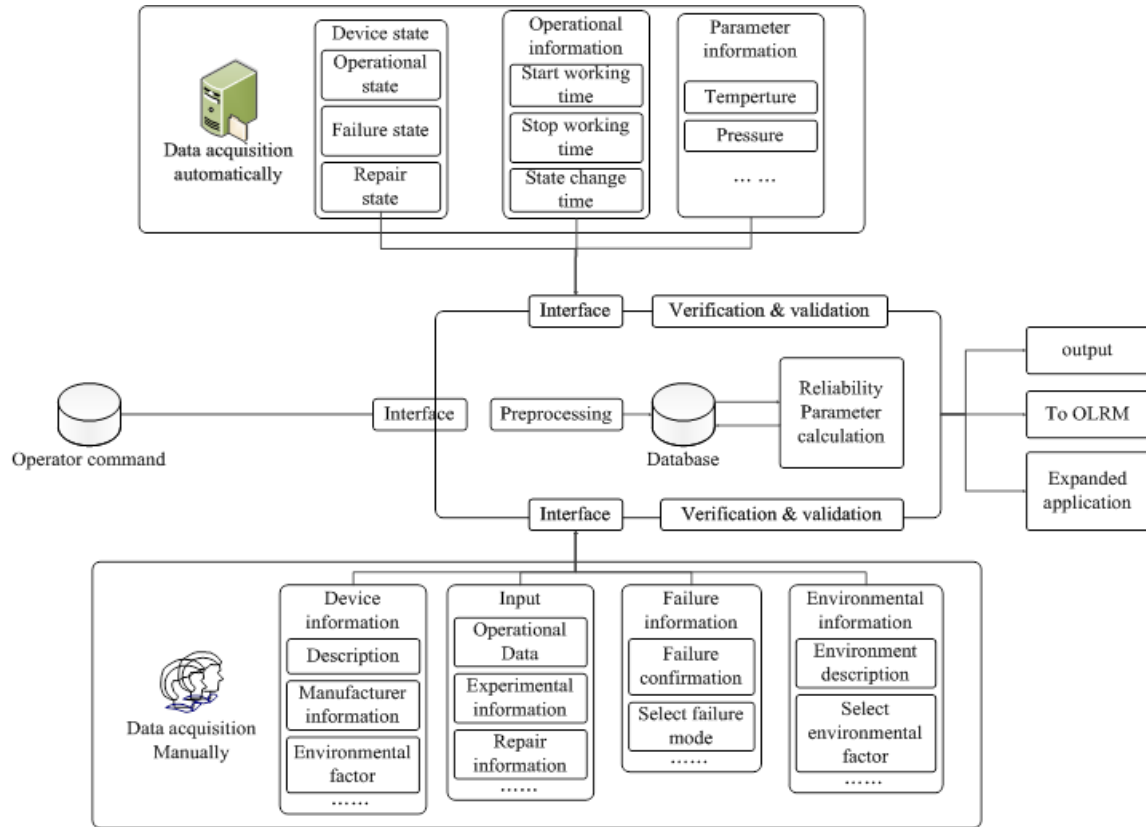 Data acquisition
automatically
Device state
Operational
state
Failure state
Repair
state
Operational
information
Start working
time
Stop working
time
State change
time
Parameter
information
Temperture
Pressure
... ...
Interface
Verification & validation
Operator command
Interface
Preprocessing
Database
Reliability
Parameter
calculation
output
To OLRM
Expanded
application
Interface
Verification & validation
Data acquisition
Manually
Device
information
Description
Manufacturer
information
Environmental
factor
......
Input
Operational
Data
Experimental
information
Repair
information
......
Failure
information
Failure
confirmation
Select failure
mode
......
Environmental
information
Environment
description
Select
environmental
factor
......